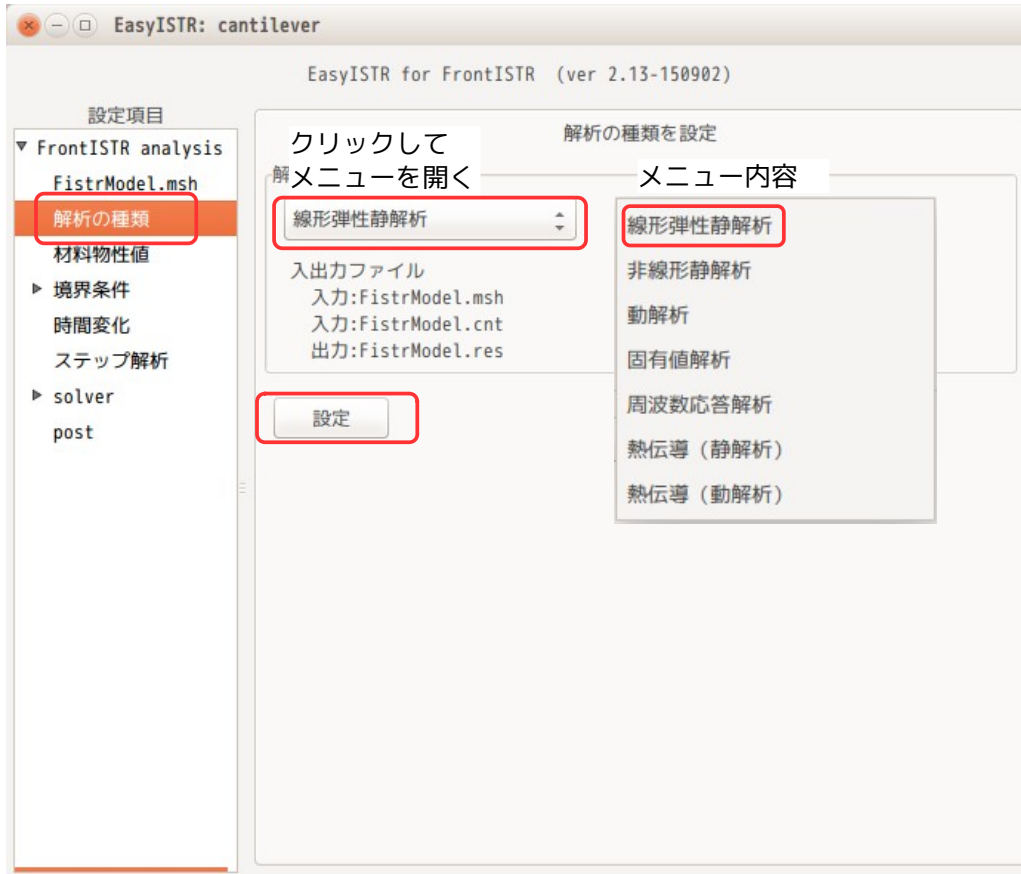 EasyISTR: cantilever
EasyISTR for FrontISTR (ver 2.13-150902)
設定項目
FrontISTR analysis
FistrModel.msh
解析の種類
材料物性値
境界条件
時間変化
ステップ解析
solver
post
解析の種類を設定
クリックして
メニューを開く
解
線形弾性静解析
入出力ファイル
入力:FistrModel.msh
入力:FistrModel.cnt
出力:FistrModel.res
設定
メニュー内容
線形弾性静解析
非線形静解析
動解析
固有値解析
周波数応答解析
熱伝導 (静解析)
熱伝導 (動解析)